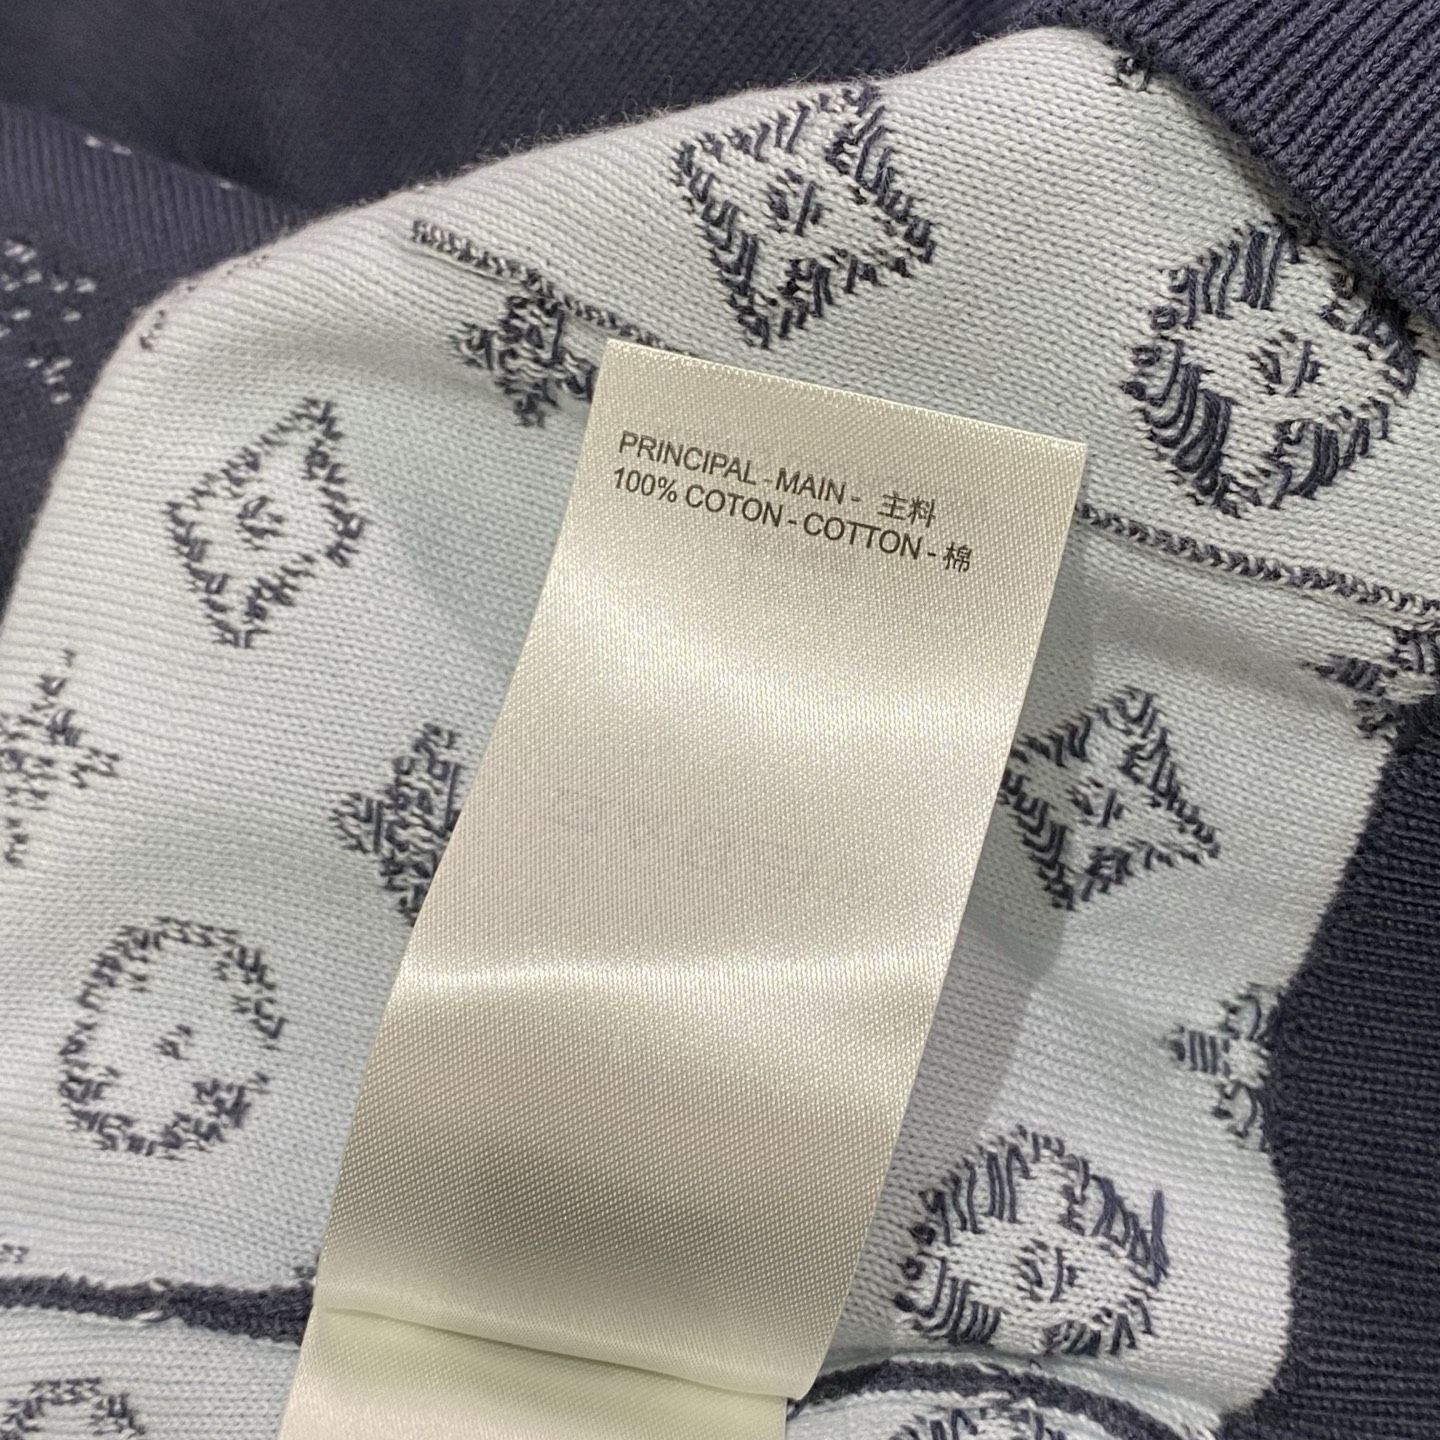 PRINCIPAL - MAIN - 主料
100% COTON - COTTON - 棉